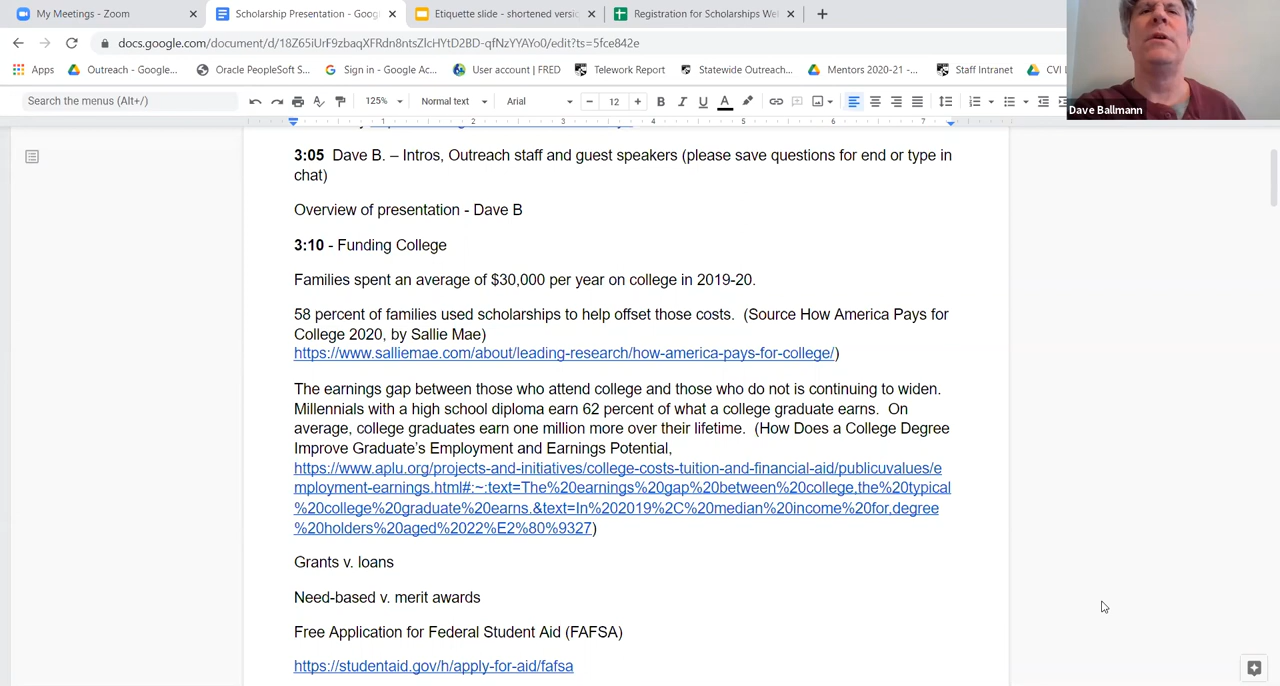 My Meetings - Zoom
Scholarship Presentation - Goog
Etiquette slide - shortened versio
Registration for Scholarships Wel
docs.google.com/document/d/18Z65iUrF9zbaqXFRdn8ntsZlcHYtD2BD-qfNzYYAYo0/edit?ts=5fce842e
Apps Outreach - Google... Oracle PeopleSoft S... Sign in - Google Ac... User account | FRED Telework Report Statewide Outreach... Mentors 2020-21 -... Staff Intranet CVI
Search the menus (Alt+/) 125% Normal text Arial 12
Dave Ballmann
1 2 3 4 5 6 7
3:05 Dave B. – Intros, Outreach staff and guest speakers (please save questions for end or type in
chat)
Overview of presentation - Dave B
3:10 - Funding College
Families spent an average of $30,000 per year on college in 2019-20.
58 percent of families used scholarships to help offset those costs. (Source How America Pays for
College 2020, by Sallie Mae)
https://www.salliemae.com/about/leading-research/how-america-pays-for-college/)
The earnings gap between those who attend college and those who do not is continuing to widen.
Millennials with a high school diploma earn 62 percent of what a college graduate earns. On
average, college graduates earn one million more over their lifetime. (How Does a College Degree
Improve Graduate's Employment and Earnings Potential,
https://www.aplu.org/projects-and-initiatives/college-costs-tuition-and-financial-aid/publicuvalues/e
mployment-earnings.html#:~:text=The%20earnings%20gap%20between%20college,the%20typical
%20college%20graduate%20earns.&text=In%202019%2C%20median%20income%20for,degree
%20holders%20aged%2022%E2%80%9327)
Grants v. loans
Need-based v. merit awards
Free Application for Federal Student Aid (FAFSA)
https://studentaid.gov/h/apply-for-aid/fafsa